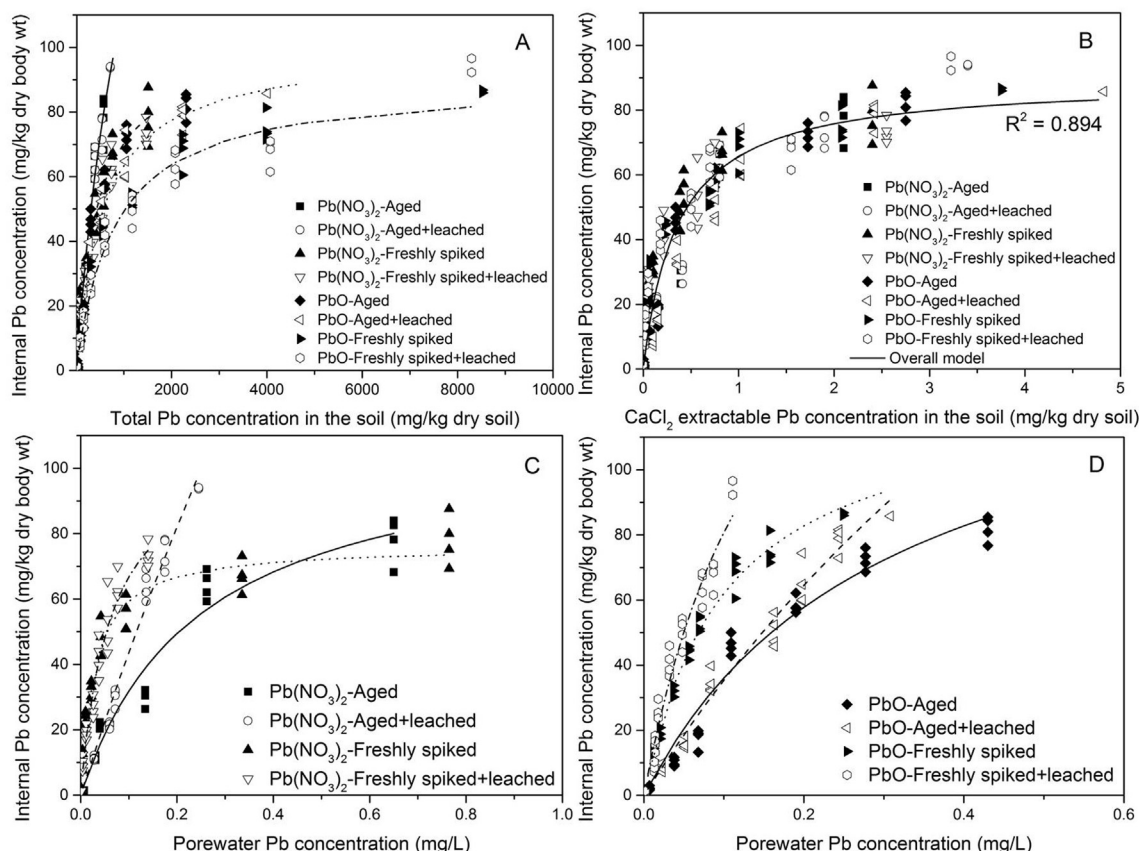 A
Internal Pb concentration (mg/kg dry body wt)
100
80
60
40
20
0
Pb(NO3)2-Aged
Pb(NO3)2-Aged+leached
Pb(NO3)2-Freshly spiked
Pb(NO3)2-Freshly spiked+leached
PbO-Aged
PbO-Aged+leached
PbO-Freshly spiked
PbO-Freshly spiked+leached
0 2000 4000 6000 8000 10000
Total Pb concentration in the soil (mg/kg dry soil)
B
Internal Pb concentration (mg/kg dry body wt)
100
80
60
40
20
0
R2 = 0.894
Pb(NO3)2-Aged
Pb(NO3)2-Aged+leached
Pb(NO3)2-Freshly spiked
Pb(NO3)2-Freshly spiked+leached
PbO-Aged
PbO-Aged+leached
PbO-Freshly spiked
PbO-Freshly spiked+leached
Overall model
0 1 2 3 4 5
CaCl2 extractable Pb concentration in the soil (mg/kg dry soil)
C
Internal Pb concentration (mg/kg dry body wt)
100
80
60
40
20
0
Pb(NO3)2-Aged
Pb(NO3)2-Aged+leached
Pb(NO3)2-Freshly spiked
Pb(NO3)2-Freshly spiked+leached
0.0 0.2 0.4 0.6 0.8 1.0
Porewater Pb concentration (mg/L)
D
Internal Pb concentration (mg/kg dry body wt)
100
80
60
40
20
0
PbO-Aged
PbO-Aged+leached
PbO-Freshly spiked
PbO-Freshly spiked+leached
0.0 0.2 0.4 0.6
Porewater Pb concentration (mg/L)